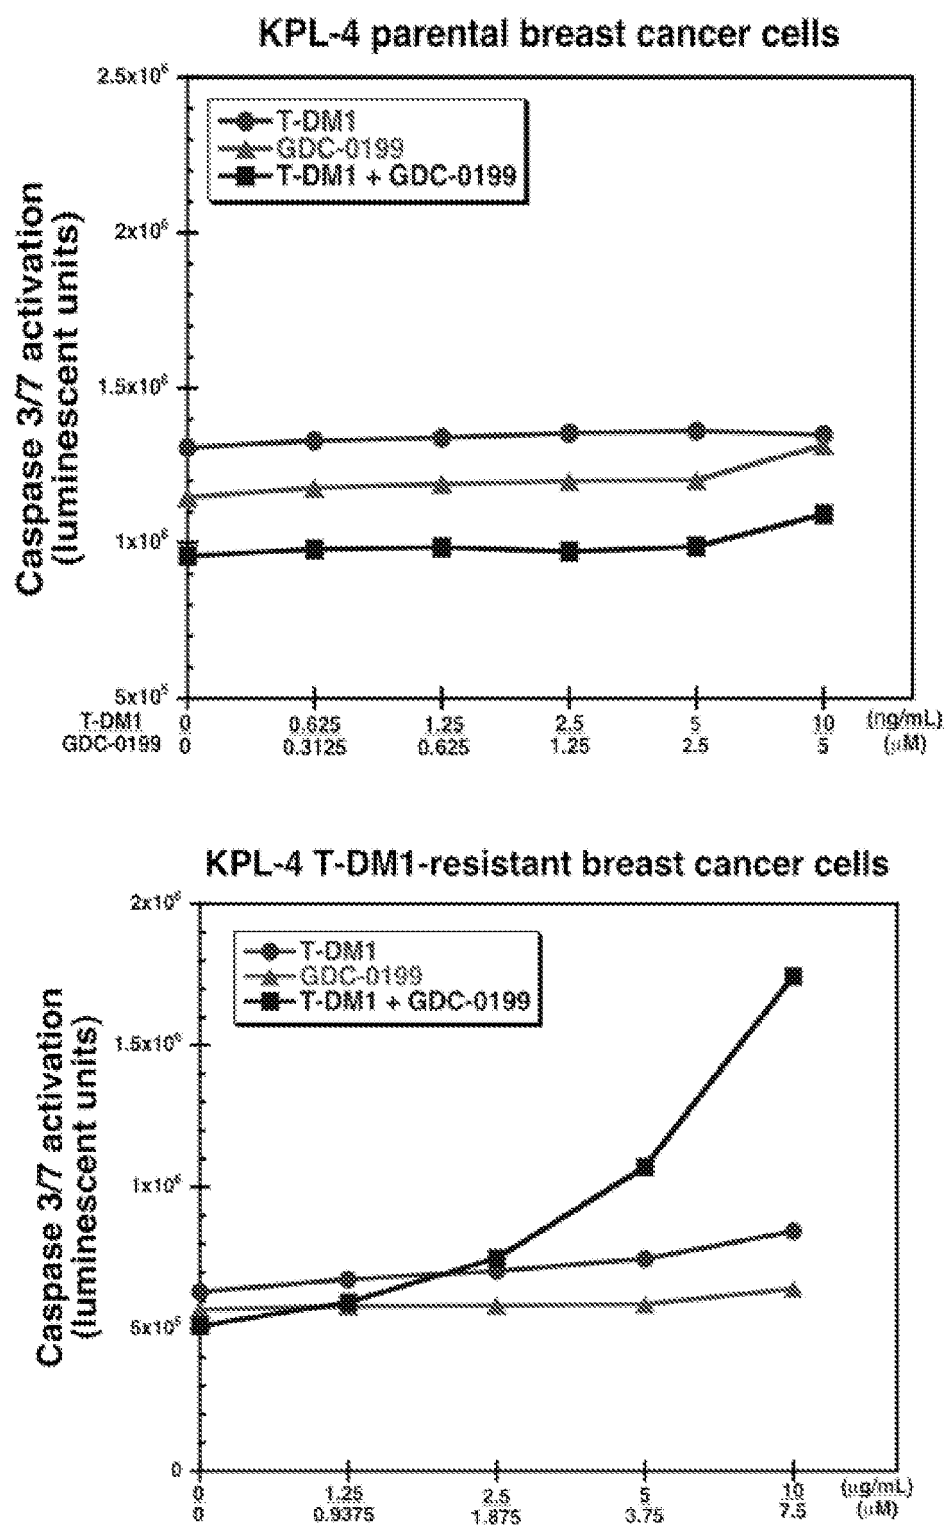 KPL-4 parental breast cancer cells
2.5x10⁶
T-DM1
GDC-0199
T-DM1 + GDC-0199
2x10⁶
Caspase 3/7 activation
(luminescent units)
1.5x10⁶
1x10⁶
5x10⁵
T-DM1 0 0.625 1.25 2.5 5 10 (ng/mL)
GDC-0199 0 0.3125 0.625 1.25 2.5 5 (µM)
KPL-4 T-DM1-resistant breast cancer cells
2x10⁶
T-DM1
GDC-0199
T-DM1 + GDC-0199
1.5x10⁶
Caspase 3/7 activation
(luminescent units)
1x10⁶
5x10⁵
0
0 1.25 2.5 5 10 (µg/mL)
0 0.9375 1.875 3.75 7.5 (µM)